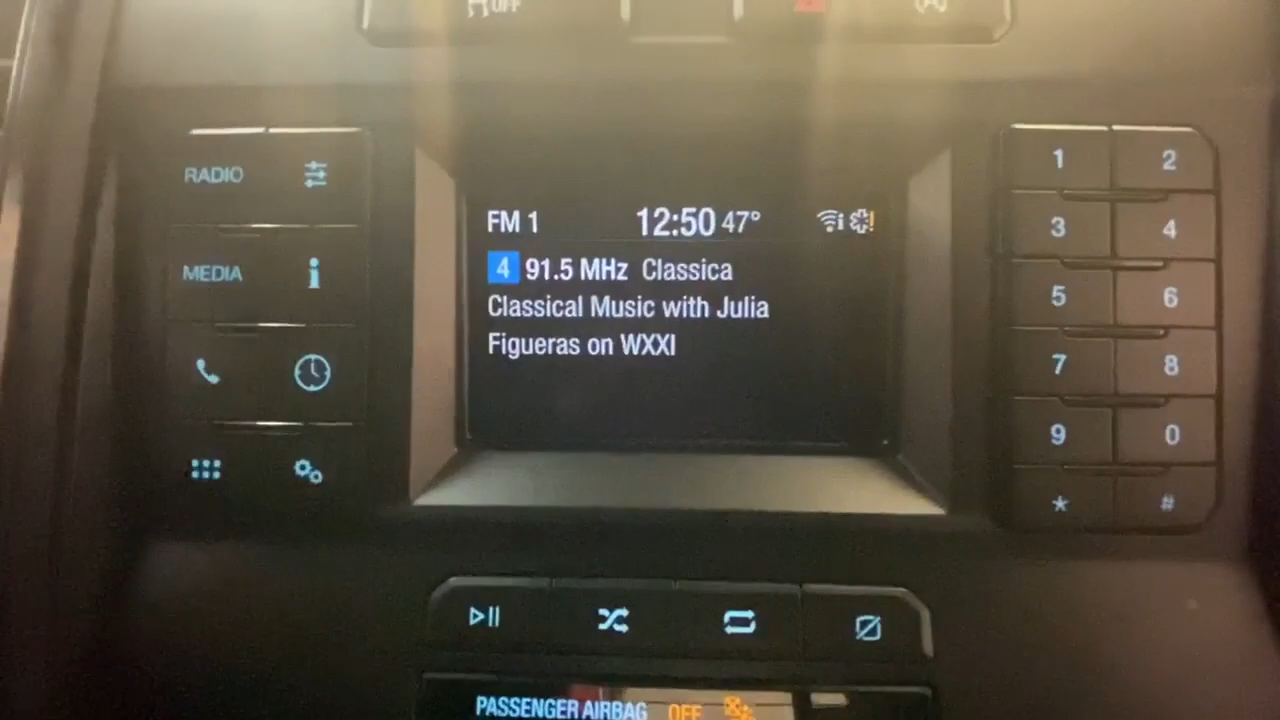 OFF
RADIO
MEDIA
FM 1 12:50 47°
4 91.5 MHz Classica
Classical Music with Julia
Figueras on WXXI
1 2
3 4
5 6
7 8
9 0
* #
PASSENGER AIRBAG OFF